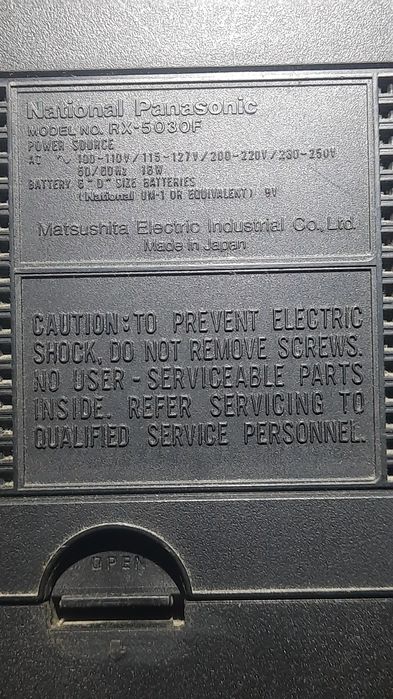 National Panasonic
MODEL NO. RX-5030F
POWER SOURCE
AC ∿ 100-110V/115-127V/200-220V/230-250V
50/60Hz 18W
BATTERY 6 "D" SIZE BATTERIES
(National UM-1 OR EQUIVALENT) 9V
Matsushita Electric Industrial Co., Ltd.
Made in Japan
CAUTION: TO PREVENT ELECTRIC
SHOCK, DO NOT REMOVE SCREWS.
NO USER-SERVICEABLE PARTS
INSIDE. REFER SERVICING TO
QUALIFIED SERVICE PERSONNEL.
OPEN